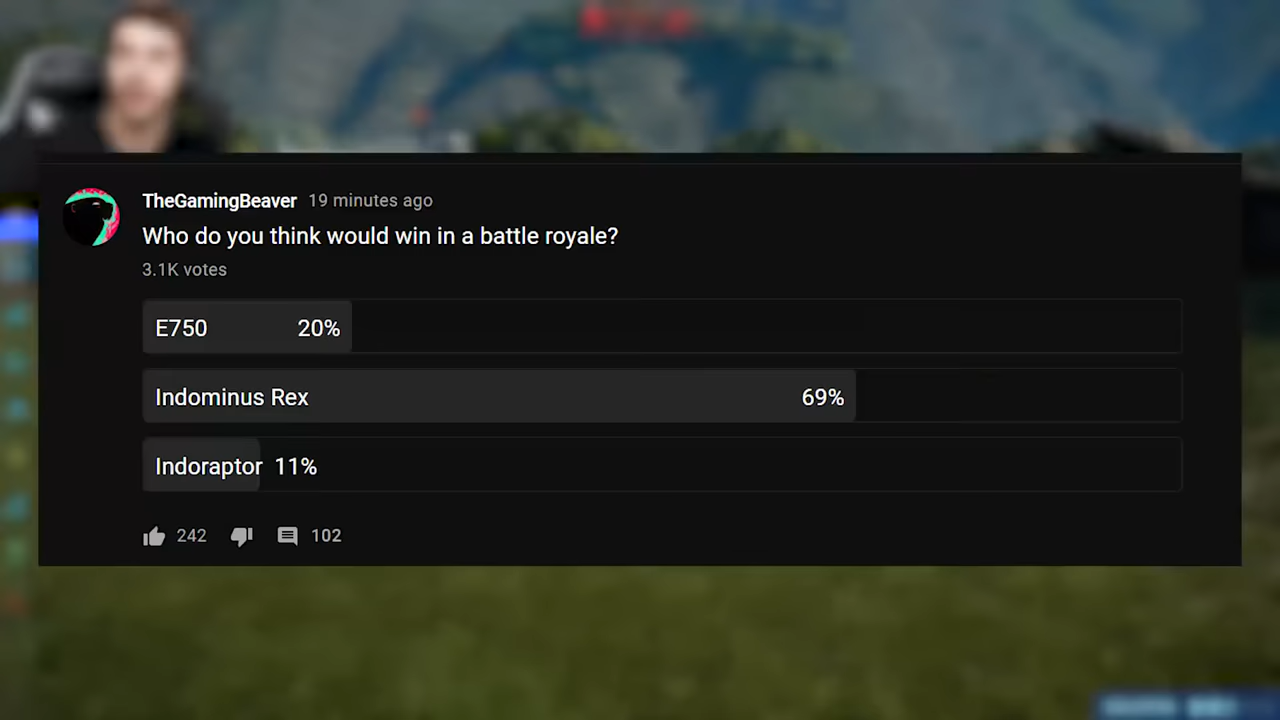 TheGamingBeaver 19 minutes ago
Who do you think would win in a battle royale?
3.1K votes
E750 20%
Indominus Rex 69%
Indoraptor 11%
242 102